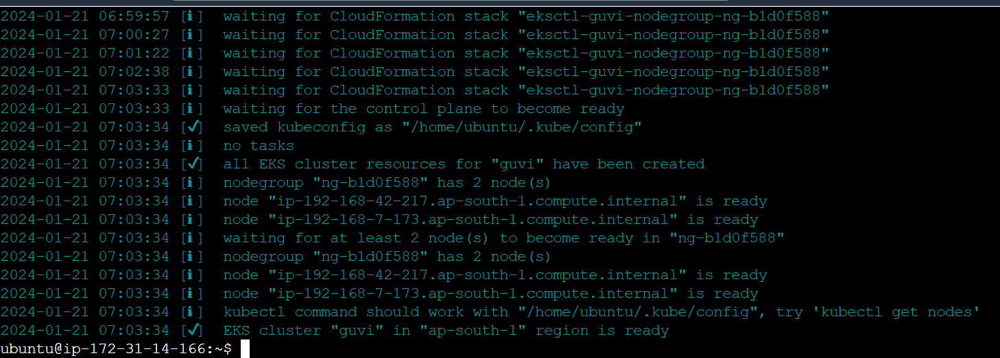 2024-01-21 06:59:57 [ℹ]  waiting for CloudFormation stack "eksctl-guvi-nodegroup-ng-b1d0f588"
2024-01-21 07:00:27 [ℹ]  waiting for CloudFormation stack "eksctl-guvi-nodegroup-ng-b1d0f588"
2024-01-21 07:01:22 [ℹ]  waiting for CloudFormation stack "eksctl-guvi-nodegroup-ng-b1d0f588"
2024-01-21 07:02:38 [ℹ]  waiting for CloudFormation stack "eksctl-guvi-nodegroup-ng-b1d0f588"
2024-01-21 07:03:33 [ℹ]  waiting for CloudFormation stack "eksctl-guvi-nodegroup-ng-b1d0f588"
2024-01-21 07:03:33 [ℹ]  waiting for the control plane to become ready
2024-01-21 07:03:34 [✔]  saved kubeconfig as "/home/ubuntu/.kube/config"
2024-01-21 07:03:34 [ℹ]  no tasks
2024-01-21 07:03:34 [✔]  all EKS cluster resources for "guvi" have been created
2024-01-21 07:03:34 [ℹ]  nodegroup "ng-b1d0f588" has 2 node(s)
2024-01-21 07:03:34 [ℹ]  node "ip-192-168-42-217.ap-south-1.compute.internal" is ready
2024-01-21 07:03:34 [ℹ]  node "ip-192-168-7-173.ap-south-1.compute.internal" is ready
2024-01-21 07:03:34 [ℹ]  waiting for at least 2 node(s) to become ready in "ng-b1d0f588"
2024-01-21 07:03:34 [ℹ]  nodegroup "ng-b1d0f588" has 2 node(s)
2024-01-21 07:03:34 [ℹ]  node "ip-192-168-42-217.ap-south-1.compute.internal" is ready
2024-01-21 07:03:34 [ℹ]  node "ip-192-168-7-173.ap-south-1.compute.internal" is ready
2024-01-21 07:03:34 [ℹ]  kubectl command should work with "/home/ubuntu/.kube/config", try 'kubectl get nodes'
2024-01-21 07:03:34 [✔]  EKS cluster "guvi" in "ap-south-1" region is ready
ubuntu@ip-172-31-14-166:~$